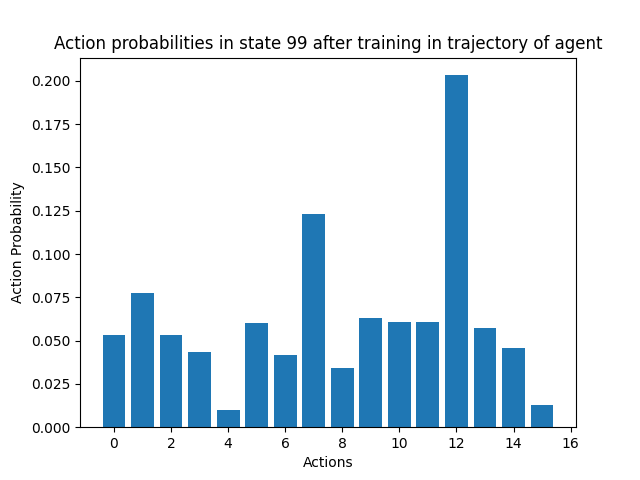 Action probabilities in state 99 after training in trajectory of agent
0.200
0.175
0.150
0.125
0.100
0.075
0.050
0.025
0.000
Action Probability
0 2 4 6 8 10 12 14 16
Actions